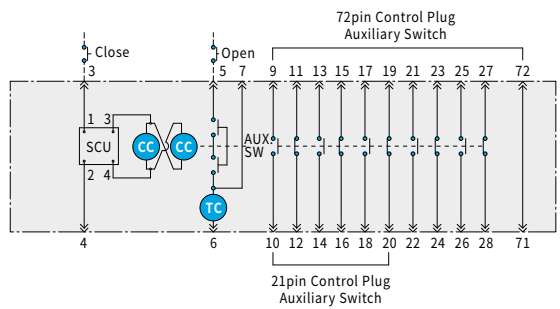 72pin Control Plug
Auxiliary Switch
Close
Open
3 5 7 9 11 13 15 17 19 21 23 25 27 72
1 3
SCU
CC CC
AUX.
SW
2 4
TC
4 6 10 12 14 16 18 20 22 24 26 28 71
21pin Control Plug
Auxiliary Switch